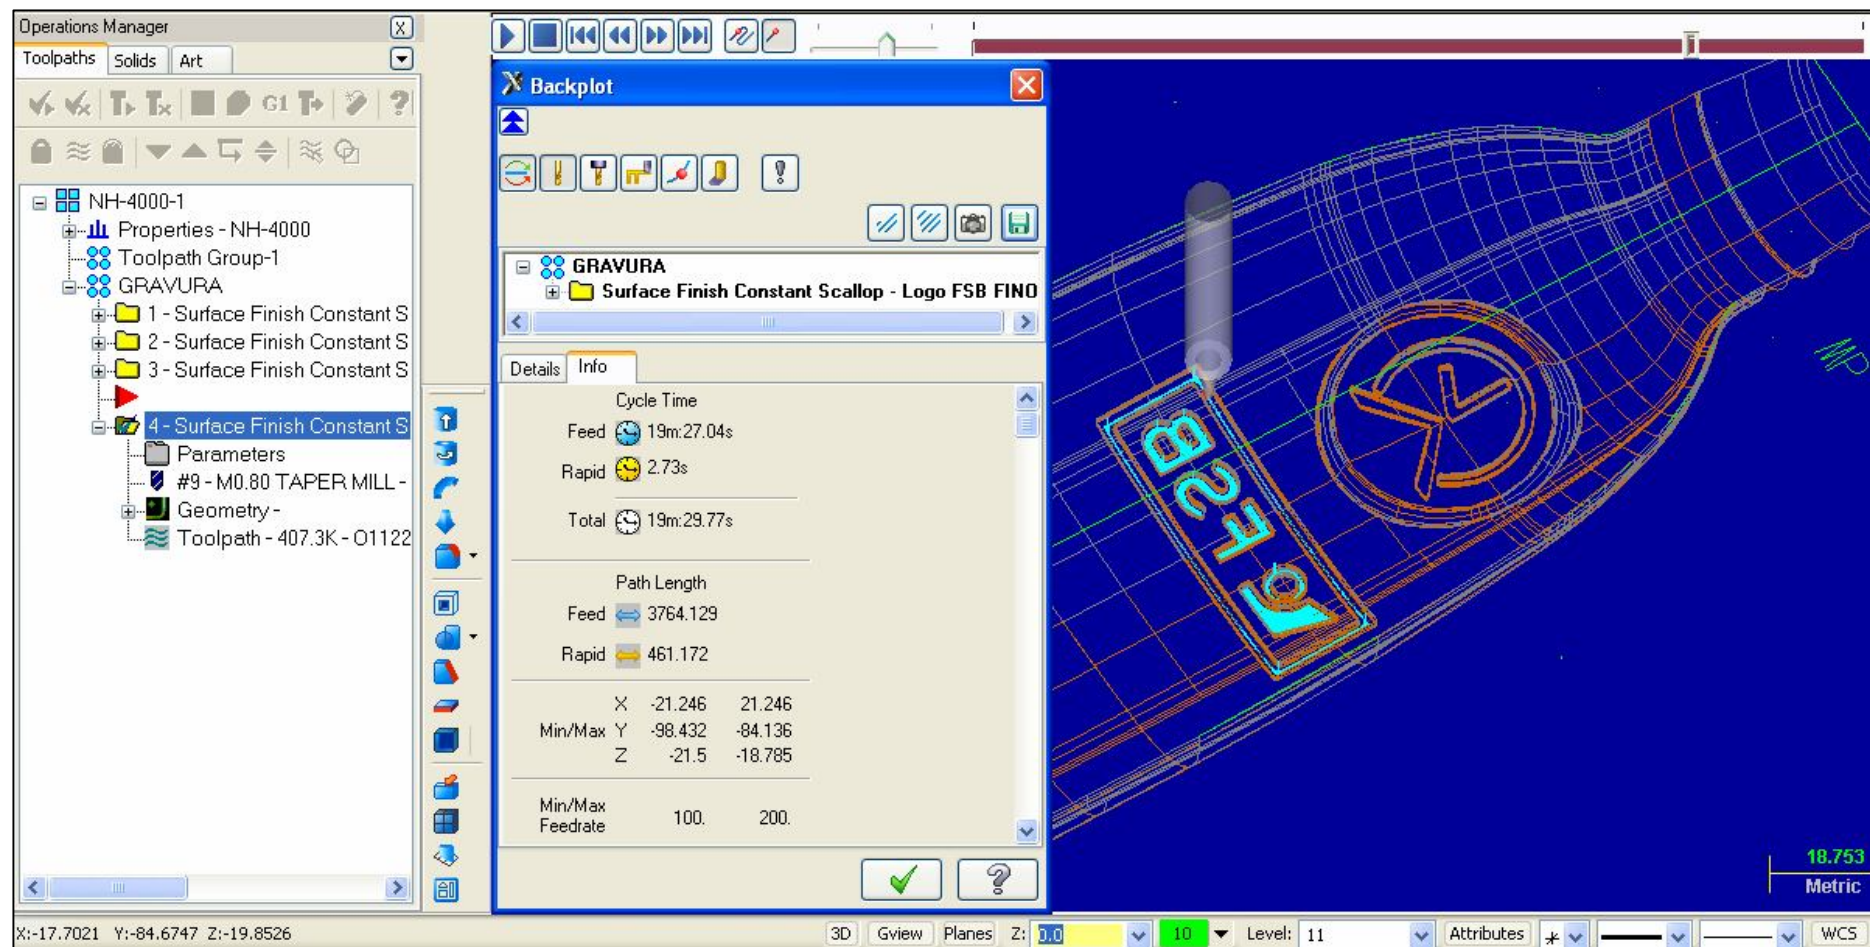 Operations Manager
Toolpaths Solids Art
G1
NH-4000-1
Properties - NH-4000
Toolpath Group-1
GRAVURA
1 - Surface Finish Constant S
2 - Surface Finish Constant S
3 - Surface Finish Constant S
4 - Surface Finish Constant S
Parameters
#9 - M0.80 TAPER MILL -
Geometry -
Toolpath - 407.3K - O1122
Backplot
GRAVURA
Surface Finish Constant Scallop - Logo FSB FINO
Details Info
Cycle Time
Feed 19m:27.04s
Rapid 2.73s
Total 19m:29.77s
Path Length
Feed 3764.129
Rapid 461.172
X -21.246 21.246
Min/Max Y -98.432 -84.136
Z -21.5 -18.785
Min/Max
Feedrate 100. 200.
FSB
18.753
Metric
X:-17.7021 Y:-84.6747 Z:-19.8526
3D Gview Planes Z: 0.0 10 Level: 11 Attributes WCS